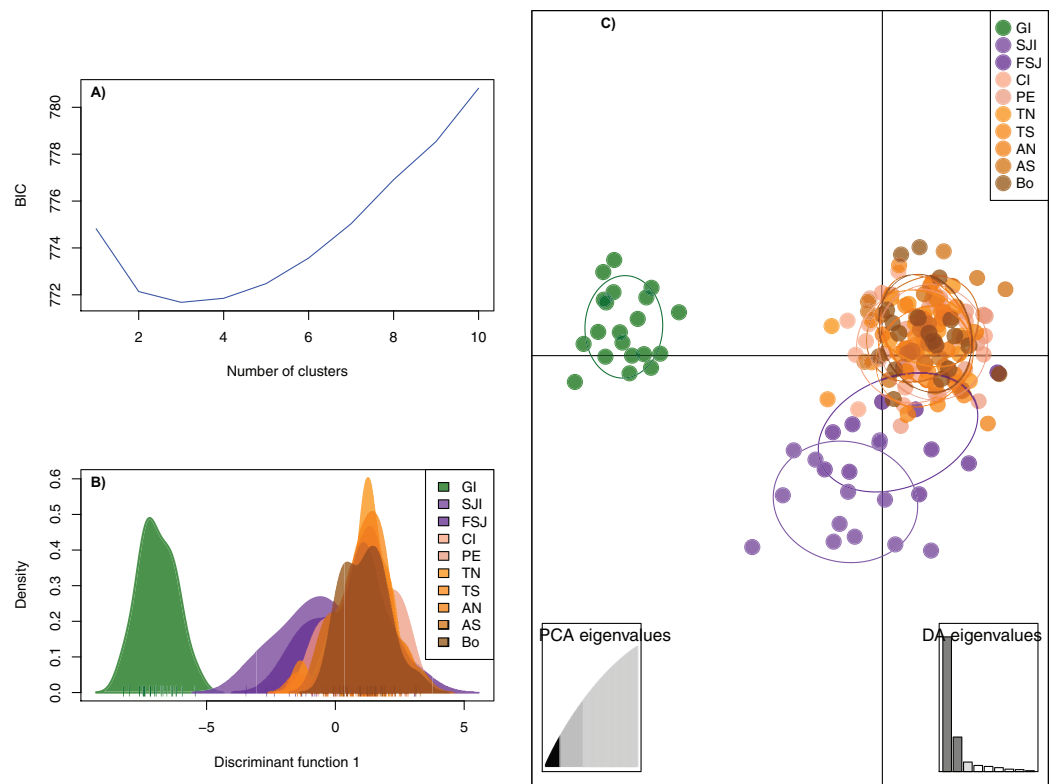 A)
BIC
780
778
776
774
772
2
4
6
8
10
Number of clusters
B)
Density
0.6
0.5
0.4
0.3
0.2
0.1
0.0
GI
SJI
FSJ
CI
PE
TN
TS
AN
AS
Bo
−5
0
5
Discriminant function 1
C)
GI
SJI
FSJ
CI
PE
TN
TS
AN
AS
Bo
PCA eigenvalues
DA eigenvalues